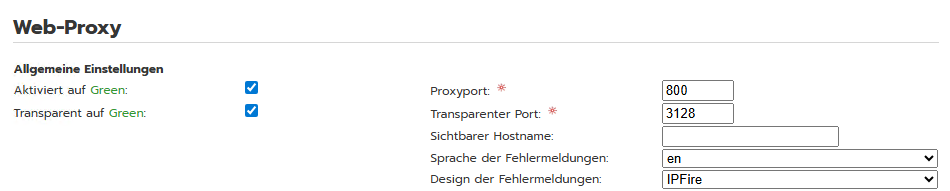 Web-Proxy
Allgemeine Einstellungen
Aktiviert auf Green:
Proxyport: * 800
Transparent auf Green:
Transparenter Port: * 3128
Sichtbarer Hostname:
Sprache der Fehlermeldungen: en
Design der Fehlermeldungen: IPFire